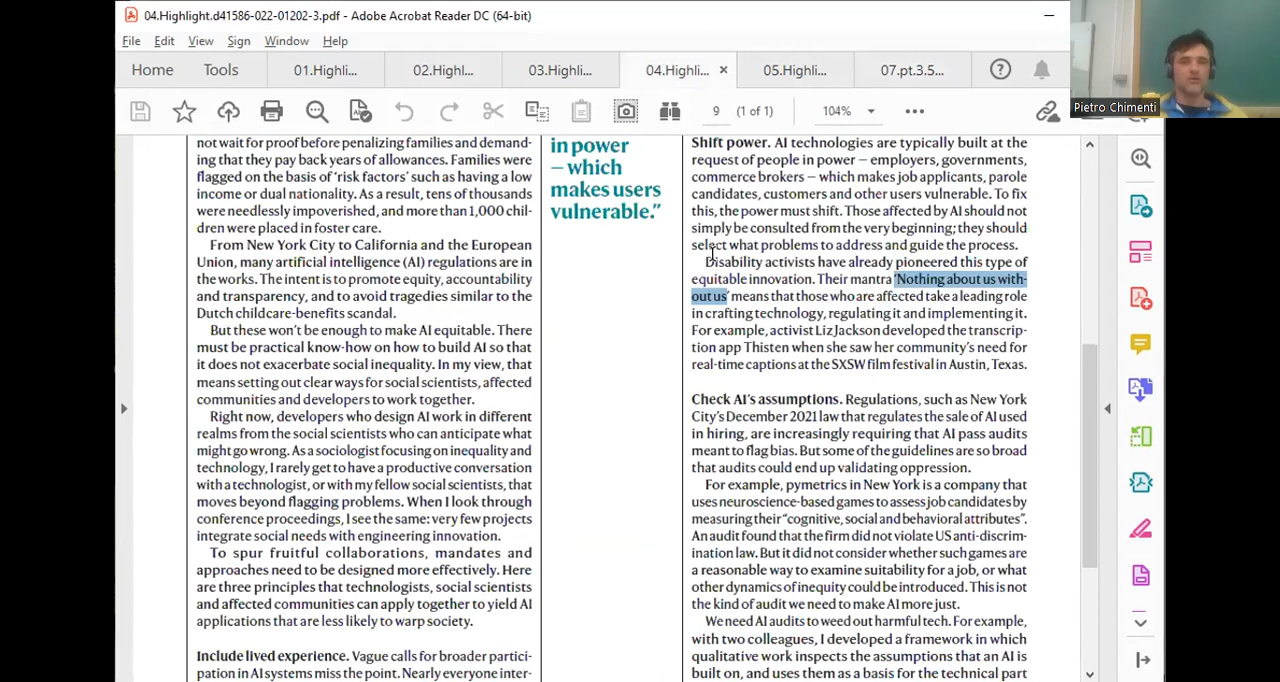 04.Highlight.d41586-022-01202-3.pdf - Adobe Acrobat Reader DC (64-bit)
File Edit View Sign Window Help
Home Tools 01.Highli... 02.Highl... 03.Highli... 04.Highli... 05.Highli... 07.pt.3.5...
9 (1 of 1) 104%
Pietro Chimenti
not wait for proof before penalizing families and demand-
ing that they pay back years of allowances. Families were
flagged on the basis of ‘risk factors’ such as having a low
income or dual nationality. As a result, tens of thousands
were needlessly impoverished, and more than 1,000 chil-
dren were placed in foster care.
From New York City to California and the European
Union, many artificial intelligence (AI) regulations are in
the works. The intent is to promote equity, accountability
and transparency, and to avoid tragedies similar to the
Dutch childcare-benefits scandal.
But these won’t be enough to make AI equitable. There
must be practical know-how on how to build AI so that
it does not exacerbate social inequality. In my view, that
means setting out clear ways for social scientists, affected
communities and developers to work together.
Right now, developers who design AI work in different
realms from the social scientists who can anticipate what
might go wrong. As a sociologist focusing on inequality and
technology, I rarely get to have a productive conversation
with a technologist, or with my fellow social scientists, that
moves beyond flagging problems. When I look through
conference proceedings, I see the same: very few projects
integrate social needs with engineering innovation.
To spur fruitful collaborations, mandates and
approaches need to be designed more effectively. Here
are three principles that technologists, social scientists
and affected communities can apply together to yield AI
applications that are less likely to warp society.
Include lived experience. Vague calls for broader partici-
pation in AI systems miss the point. Nearly everyone inter-
in power
– which
makes users
vulnerable.”
Shift power. AI technologies are typically built at the
request of people in power – employers, governments,
commerce brokers – which makes job applicants, parole
candidates, customers and other users vulnerable. To fix
this, the power must shift. Those affected by AI should not
simply be consulted from the very beginning; they should
select what problems to address and guide the process.
Disability activists have already pioneered this type of
equitable innovation. Their mantra ‘Nothing about us with-
out us’ means that those who are affected take a leading role
in crafting technology, regulating it and implementing it.
For example, activist Liz Jackson developed the transcrip-
tion app Thisten when she saw her community’s need for
real-time captions at the SXSW film festival in Austin, Texas.
Check AI’s assumptions. Regulations, such as New York
City’s December 2021 law that regulates the sale of AI used
in hiring, are increasingly requiring that AI pass audits
meant to flag bias. But some of the guidelines are so broad
that audits could end up validating oppression.
For example, pymetrics in New York is a company that
uses neuroscience-based games to assess job candidates by
measuring their “cognitive, social and behavioral attributes”.
An audit found that the firm did not violate US anti-discrim-
ination law. But it did not consider whether such games are
a reasonable way to examine suitability for a job, or what
other dynamics of inequity could be introduced. This is not
the kind of audit we need to make AI more just.
We need AI audits to weed out harmful tech. For example,
with two colleagues, I developed a framework in which
qualitative work inspects the assumptions that an AI is
built on, and uses them as a basis for the technical part